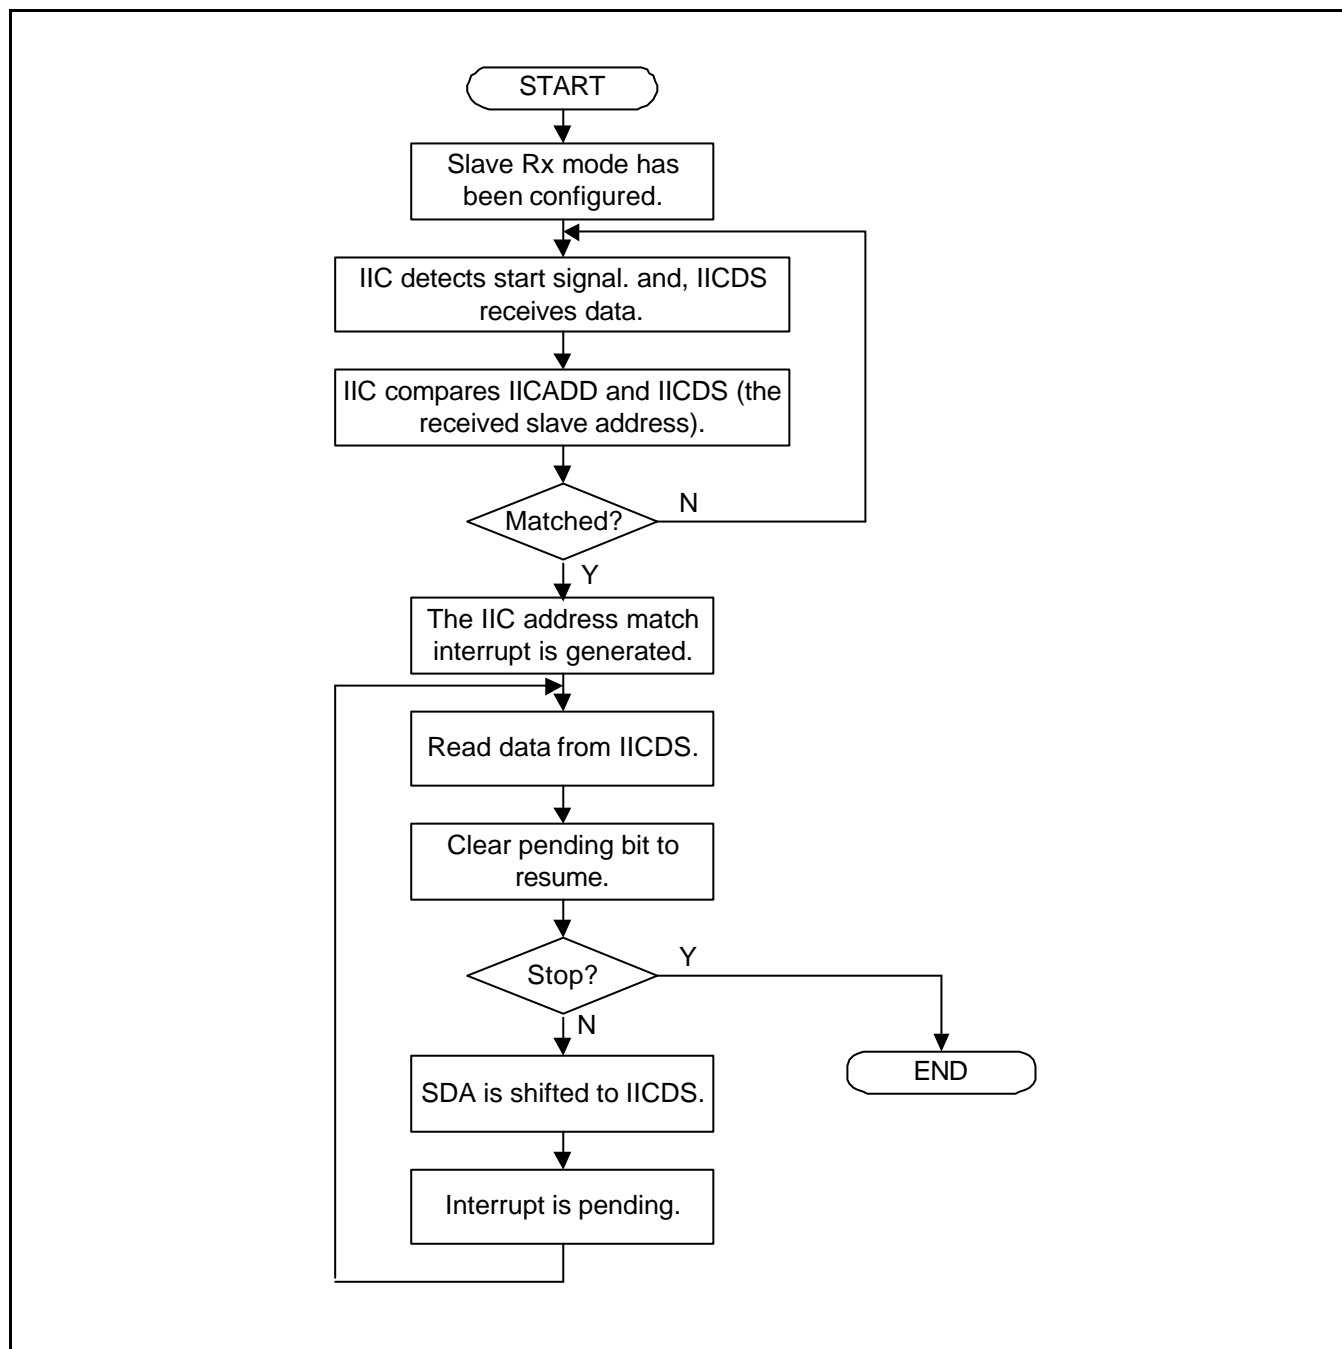 START
Slave Rx mode has
been configured.
IIC detects start signal. and, IICDS
receives data.
IIC compares IICADD and IICDS (the
received slave address).
Matched?
N
Y
The IIC address match
interrupt is generated.
Read data from IICDS.
Clear pending bit to
resume.
Stop?
Y
N
SDA is shifted to IICDS.
END
Interrupt is pending.